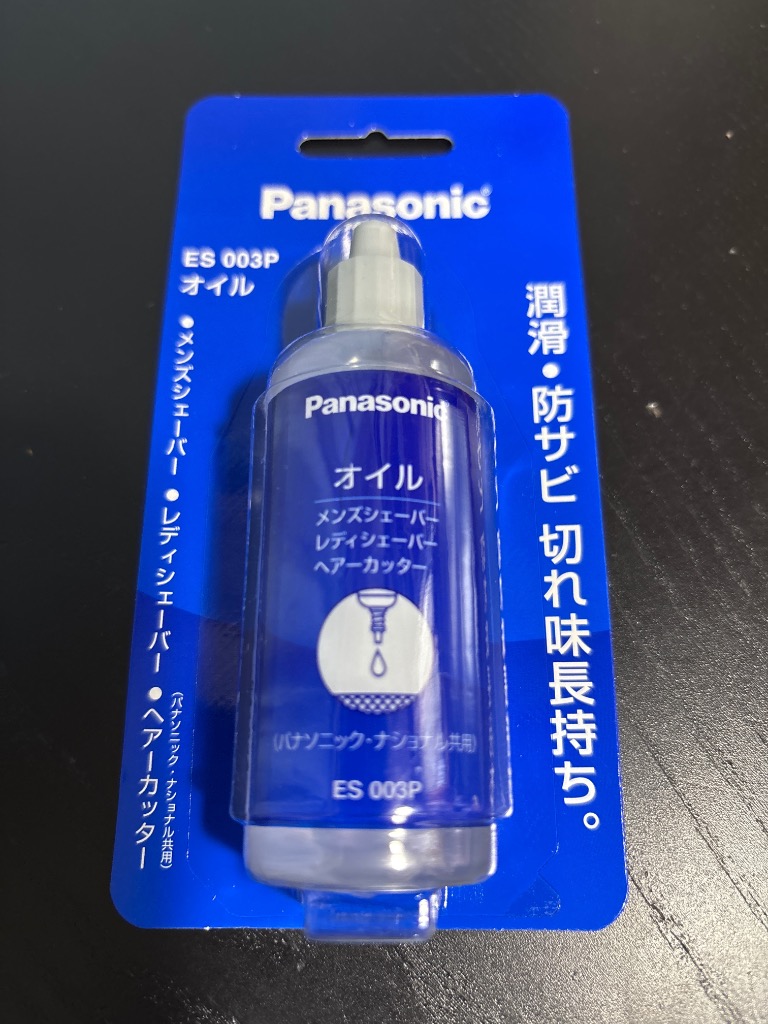 Panasonic
ES 003P
オイル
●メンズシェーバー ●レディシェーバー ●ヘアーカッター
(パナソニック・ナショナル共用)
潤滑・防サビ 切れ味長持ち。
Panasonic
オイル
メンズシェーバー
レディシェーバー
ヘアーカッター
(パナソニック・ナショナル共用)
ES 003P